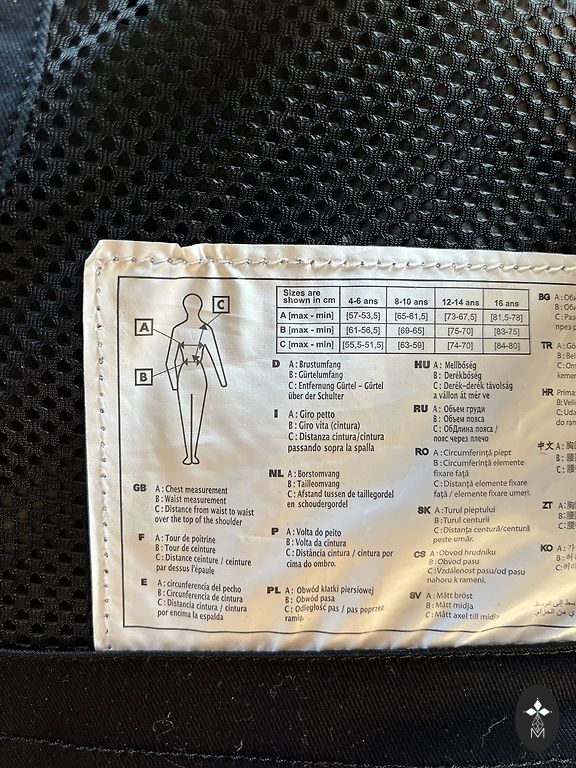 C
A
B
Sizes are shown in cm 4-6 ans 8-10 ans 12-14 ans 16 ans
A [max - min] [57-53,5] [65-61,5] [73-67,5] [81,5-78]
B [max - min] [61-56,5] [69-65] [75-70] [83-75]
C [max - min] [55,5-51,5] [63-59] [74-70] [84-80]
GB A : Chest measurement
B : Waist measurement
C : Distance from waist to waist
over the top of the shoulder
F A : Tour de poitrine
B : Tour de ceinture
C : Distance ceinture / ceinture
par dessus l'épaule
E A : circunferencia del pecho
B : Circunferencia de cintura
C : Distancia cintura / cintura
por encima la espalda
D A : Brustumfang
B : Gürtelumfang
C : Entfernung Gürtel – Gürtel
über der Schulter
I A : Giro petto
B : Giro vita (cintura)
C : Distanza cintura/cintura
passando sopra la spalla
NL A : Borstomvang
B : Tailleomvang
C : Afstand tussen de taillegordel
en schoudergordel
P A : Volta do peito
B : Volta da cintura
C : Distância cintura / cintura por
cima do ombro.
PL A : Obwód klatki piersiowej
B : Obwód pasa
C : Odległość pas / pas poprzez
ramię.
HU A : Mellbőség
B : Derékbőség
C : Derék-derék távolság
a vállon át mér ve
RU A : Объем груди
B : Объем пояса
C : ОбДлина пояса /
пояс через плечо
RO A : Circumferinţă piept
B : Circumferinţă elemente
fixare faţă
C : Distanţă elemente fixare
faţă / elemente fixare umeri.
SK A : Turul pieptului
B : Turul centurii
C : Distanţa centură/centură
peste umăr.
CS A : Obvod hrudníku
B : Obvod pasu
C : Vzdálenost pasu/od pasu
nahoru k rameni.
SV A : Mått bröst
B : Mått midja
C : Mått axel till midja
BG
TR
HR
中文 A : 胸
B : 腰
ZT A : 胸
B : 腰
KO
M